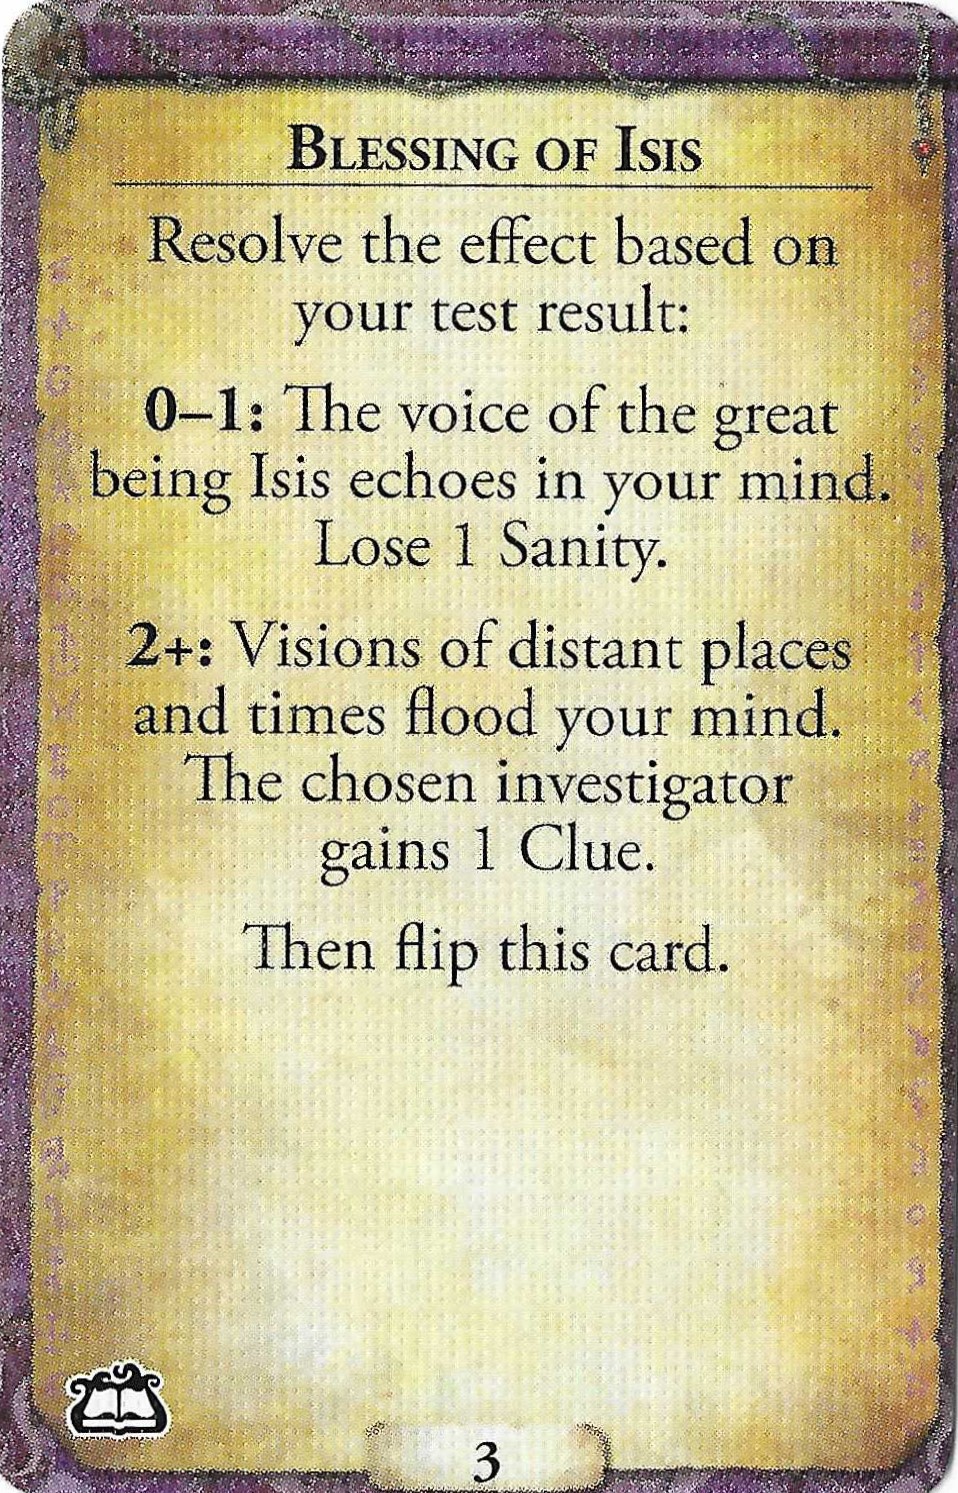 Blessing of Isis
Resolve the effect based on
your test result:
0–1: The voice of the great
being Isis echoes in your mind.
Lose 1 Sanity.
2+: Visions of distant places
and times flood your mind.
The chosen investigator
gains 1 Clue.
Then flip this card.
3